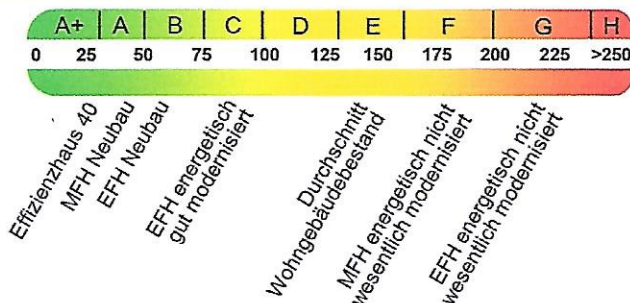 A+ A B C D E F G H
0 25 50 75 100 125 150 175 200 225 >250
Effizienzhaus 40
MFH Neubau
EFH Neubau
EFH energetisch
gut modernisiert
Durchschnitt
Wohngebäudebestand
MFH energetisch nicht
wesentlich modernisiert
EFH energetisch nicht
wesentlich modernisiert